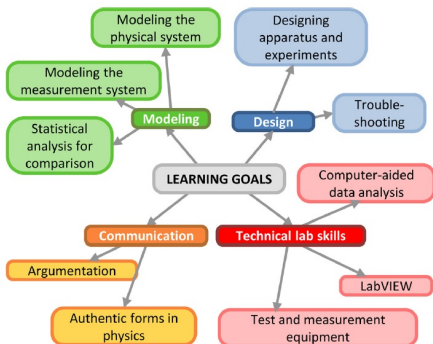 Modeling
the physical system
Designing
apparatus and
experiments
Modeling the
measurement system
Modeling
Design
Trouble-
shooting
Statistical
analysis for
comparison
LEARNING GOALS
Computer-aided
data analysis
Communication
Technical lab skills
Argumentation
LabVIEW
Authentic forms in
physics
Test and measurement
equipment